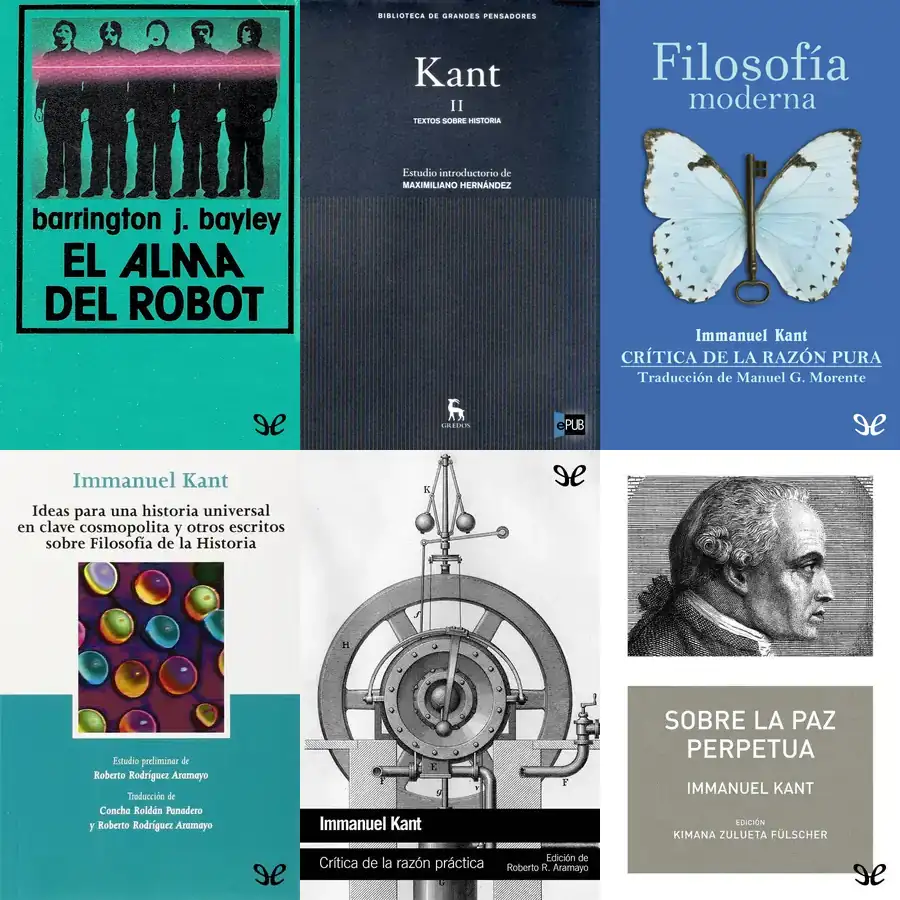 barrington j. bayley
EL ALMA
DEL ROBOT
BIBLIOTECA DE GRANDES PENSADORES
Kant
II
TEXTOS SOBRE HISTORIA
Estudio introductorio de
MAXIMILIANO HERNÁNDEZ
GREDOS
ePUB
Filosofía
moderna
Immanuel Kant
CRÍTICA DE LA RAZÓN PURA
Traducción de Manuel G. Morente
Immanuel Kant
Ideas para una historia universal
en clave cosmopolita y otros escritos
sobre Filosofía de la Historia
Estudio preliminar de
Roberto Rodríguez Aramayo
Traducción de
Concha Roldán Panadero
y Roberto Rodríguez Aramayo
K
f
H
E
F
F
g
r
G
Immanuel Kant
Crítica de la razón práctica
Edición de
Roberto R. Aramayo
SOBRE LA PAZ
PERPETUA
IMMANUEL KANT
EDICIÓN
KIMANA ZULUETA FÜLSCHER